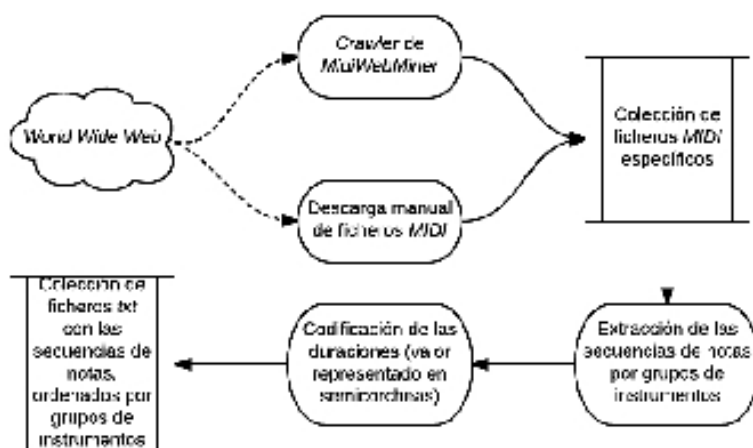 Crawler de
MidiWebMiner
World Wide Web
Colección de
ficheros MIDI
específicos
Descarga manual
de ficheros MIDI
Colección de
ficheros txt
con las
secuencias de
notas,
ordenados por
grupos de
instrumentos
Codificación de las
duraciones (valor
representado en
semicorcheas)
Extracción de las
secuencias de notas
por grupos de
instrumentos